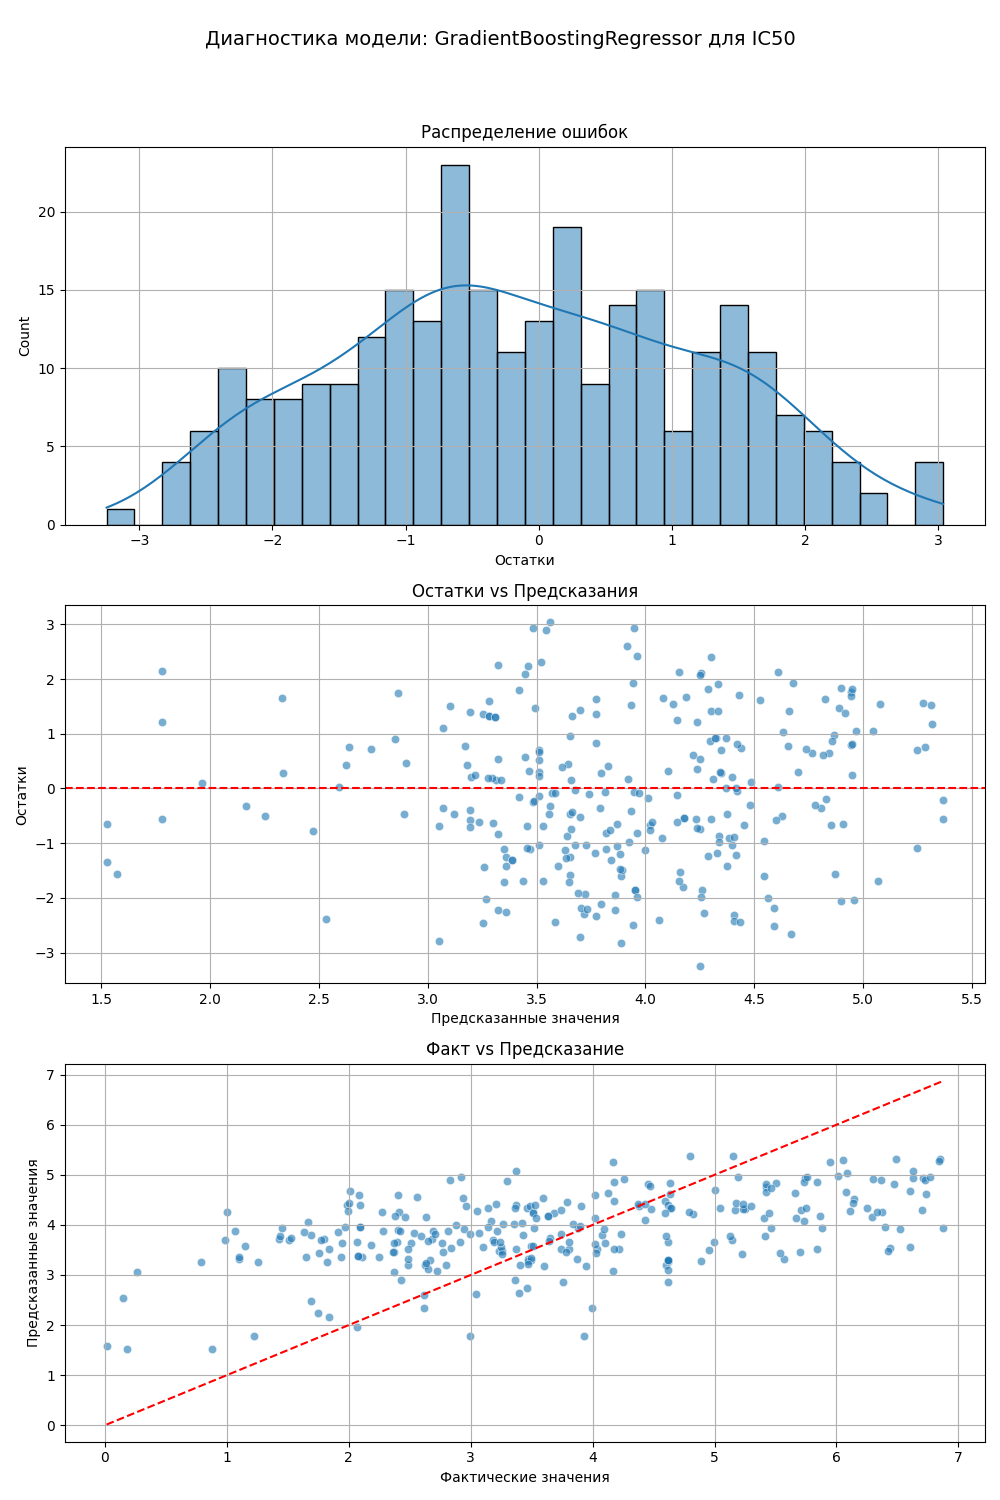 Диагностика модели: GradientBoostingRegressor для IC50
Распределение ошибок
Count
20
15
10
5
0
−3 −2 −1 0 1 2 3
Остатки
Остатки vs Предсказания
Остатки
3
2
1
0
−1
−2
−3
1.5 2.0 2.5 3.0 3.5 4.0 4.5 5.0 5.5
Предсказанные значения
Факт vs Предсказание
Предсказанные значения
7
6
5
4
3
2
1
0
0 1 2 3 4 5 6 7
Фактические значения